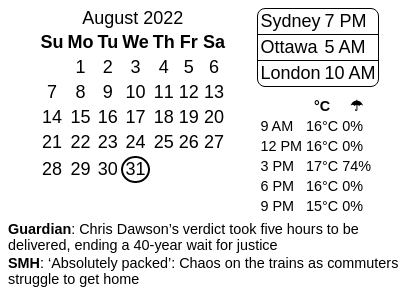 August 2022
Su Mo Tu We Th Fr Sa
1 2 3 4 5 6
7 8 9 10 11 12 13
14 15 16 17 18 19 20
21 22 23 24 25 26 27
28 29 30 31
Sydney 7 PM
Ottawa 5 AM
London 10 AM
°C ☂
9 AM 16°C 0%
12 PM 16°C 0%
3 PM 17°C 74%
6 PM 16°C 0%
9 PM 15°C 0%
Guardian: Chris Dawson’s verdict took five hours to be
delivered, ending a 40-year wait for justice
SMH: ‘Absolutely packed’: Chaos on the trains as commuters
struggle to get home